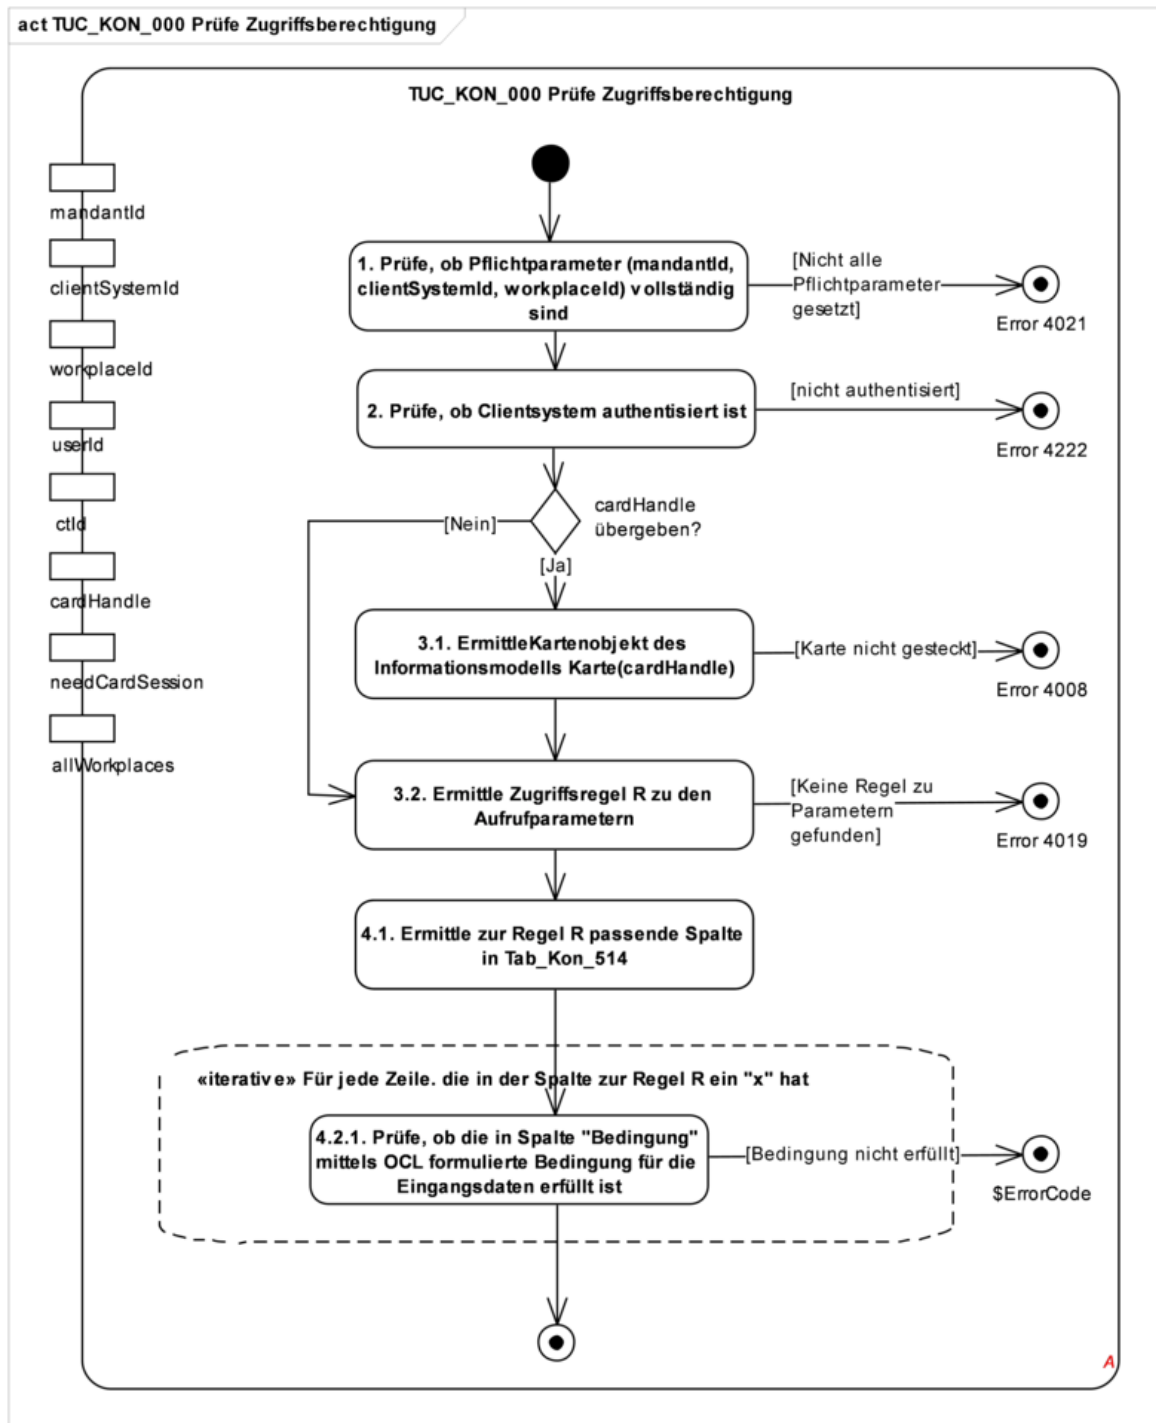 act TUC_KON_000 Prüfe Zugriffsberechtigung
TUC_KON_000 Prüfe Zugriffsberechtigung
mandantId
clientSystemId
workplaceId
userId
ctId
cardHandle
needCardSession
allWorkplaces
1. Prüfe, ob Pflichtparameter (mandantId,
clientSystemId, workplaceId) vollständig
sind
[Nicht alle
Pflichtparameter
gesetzt]
Error 4021
2. Prüfe, ob Clientsystem authentisiert ist
[nicht authentisiert]
Error 4222
cardHandle
übergeben?
[Nein]
[Ja]
3.1. ErmittleKartenobjekt des
Informationsmodells Karte(cardHandle)
[Karte nicht gesteckt]
Error 4008
3.2. Ermittle Zugriffsregel R zu den
Aufrufparametern
[Keine Regel zu
Parametern
gefunden]
Error 4019
4.1. Ermittle zur Regel R passende Spalte
in Tab_Kon_514
«iterative» Für jede Zeile. die in der Spalte zur Regel R ein "x" hat
4.2.1. Prüfe, ob die in Spalte "Bedingung"
mittels OCL formulierte Bedingung für die
Eingangsdaten erfüllt ist
[Bedingung nicht erfüllt]
$ErrorCode
A